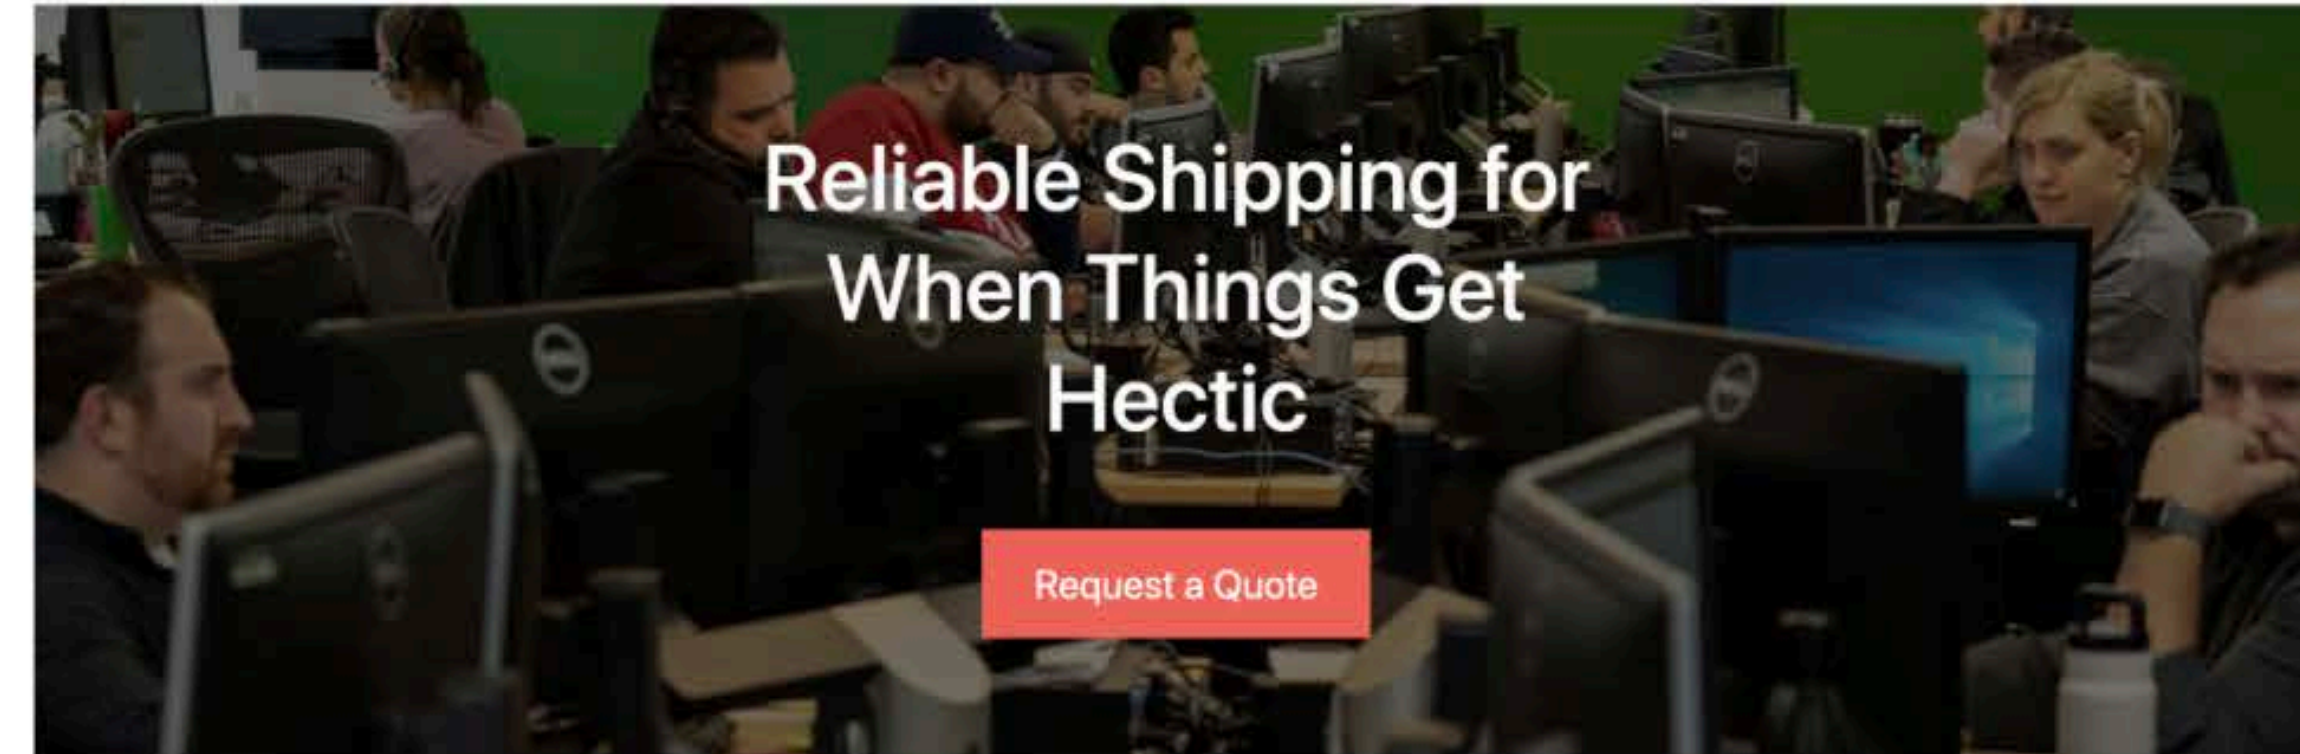 Reliable Shipping for
When Things Get
Hectic
Request a Quote